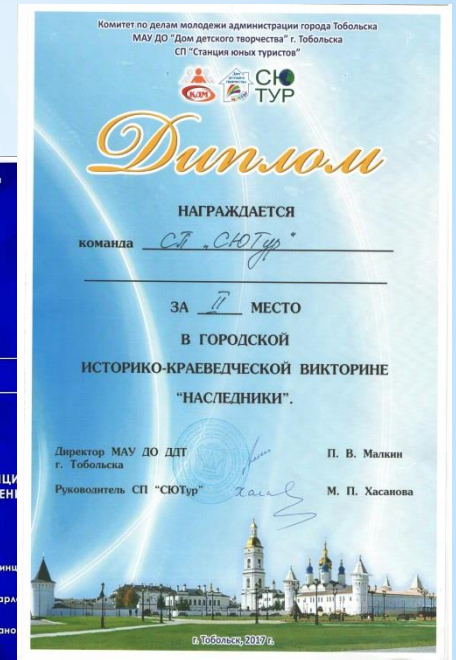 Комитет по делам молодежи администрации города Тобольска
МАУ ДО "Дом детского творчества" г. Тобольска
СП "Станция юных туристов"
КДМ
СЮ
ТУР
Диплом
НАГРАЖДАЕТСЯ
команда СП „СЮТур"
ЗА II МЕСТО
В ГОРОДСКОЙ
ИСТОРИКО-КРАЕВЕДЧЕСКОЙ ВИКТОРИНЕ
"НАСЛЕДНИКИ".
Директор МАУ ДО ДДТ
г. Тобольска
П. В. Малкин
Руководитель СП "СЮТур"
М. П. Хасанова
г. Тобольск, 2017 г.